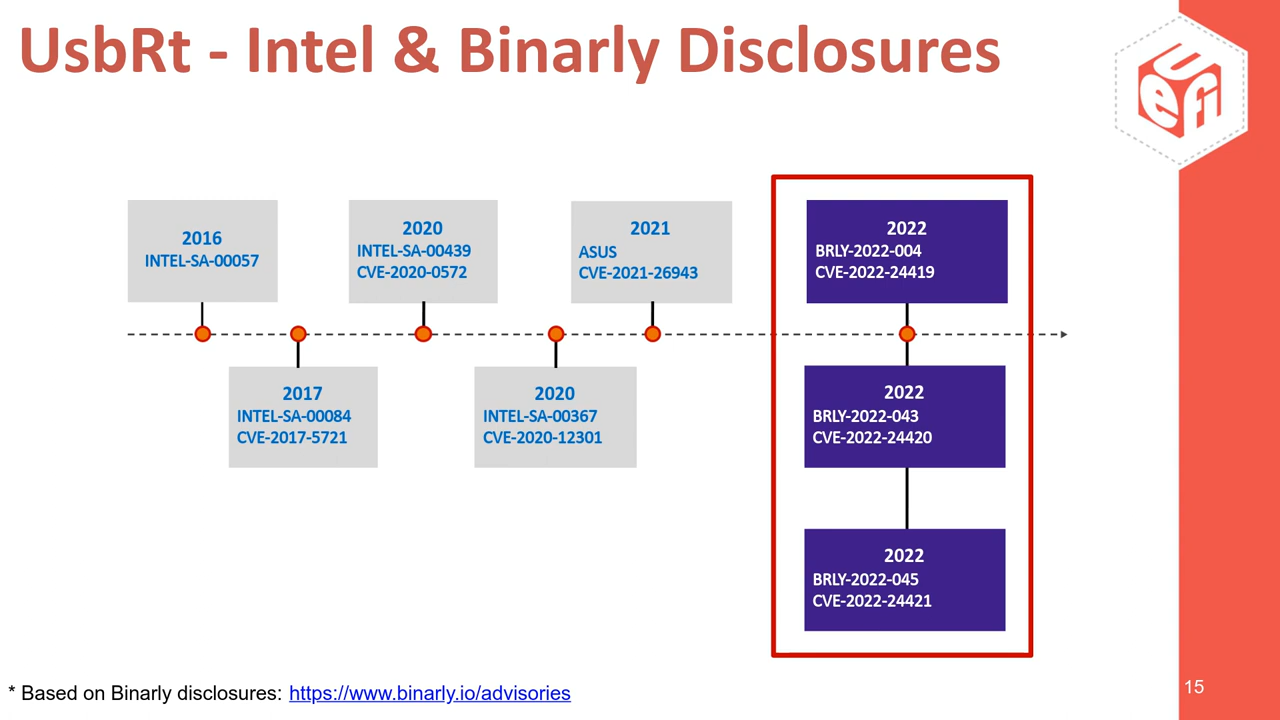 UsbRt - Intel & Binarly Disclosures
UEFI
2016
INTEL-SA-00057
2020
INTEL-SA-00439
CVE-2020-0572
2021
ASUS
CVE-2021-26943
2022
BRLY-2022-004
CVE-2022-24419
2017
INTEL-SA-00084
CVE-2017-5721
2020
INTEL-SA-00367
CVE-2020-12301
2022
BRLY-2022-043
CVE-2022-24420
2022
BRLY-2022-045
CVE-2022-24421
* Based on Binarly disclosures: https://www.binarly.io/advisories
15